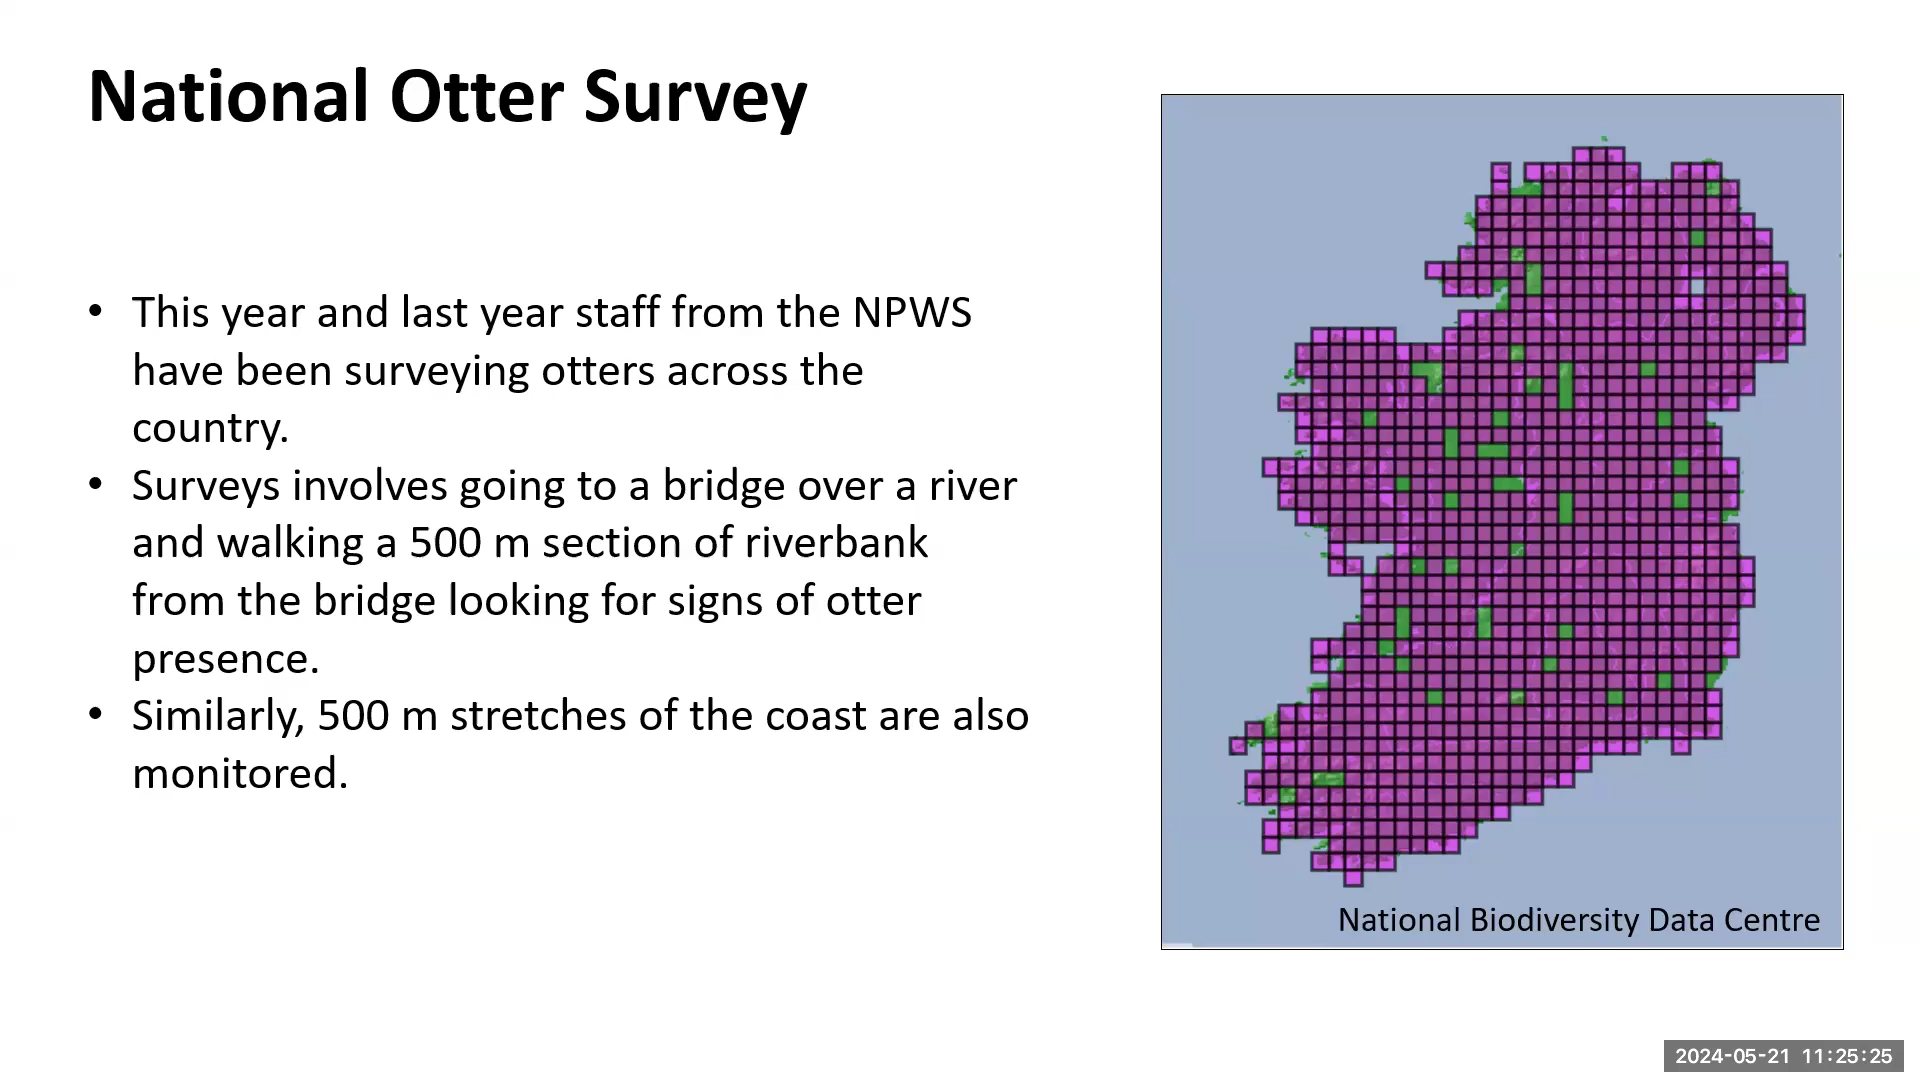 National Otter Survey
• This year and last year staff from the NPWS
have been surveying otters across the
country.
• Surveys involves going to a bridge over a river
and walking a 500 m section of riverbank
from the bridge looking for signs of otter
presence.
• Similarly, 500 m stretches of the coast are also
monitored.
National Biodiversity Data Centre
2024-05-21 11:25:25